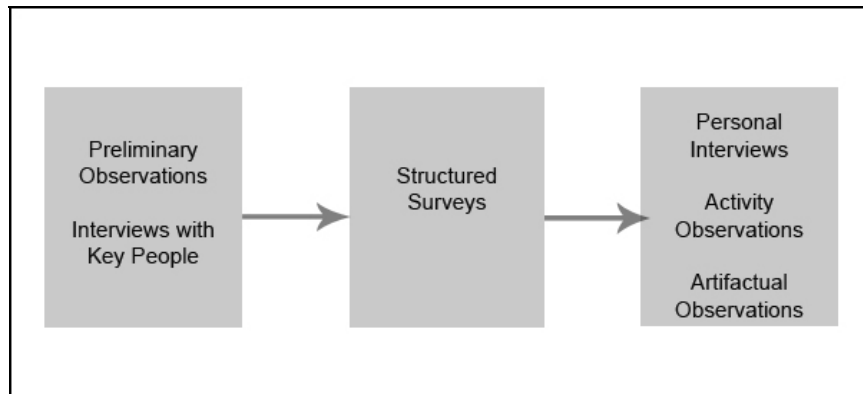 Preliminary
Observations
Interviews with
Key People
Structured
Surveys
Personal
Interviews
Activity
Observations
Artifactual
Observations